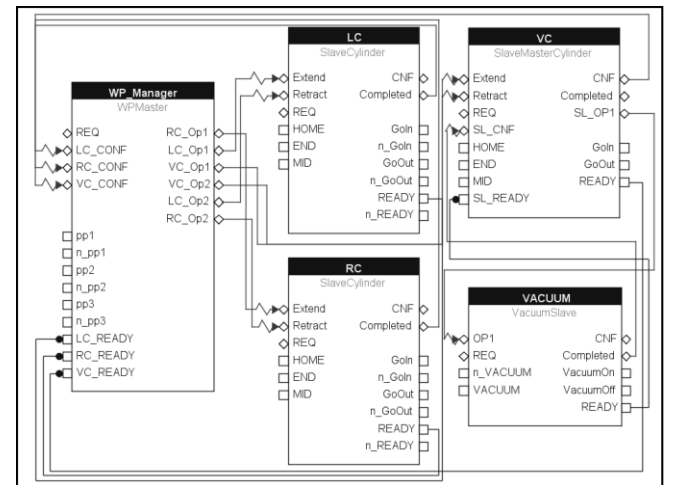 WP_Manager
WPMaster
REQ
LC_CONF
RC_CONF
VC_CONF
RC_Op1
LC_Op1
VC_Op1
VC_Op2
LC_Op2
RC_Op2
pp1
n_pp1
pp2
n_pp2
pp3
n_pp3
LC_READY
RC_READY
VC_READY
LC
SlaveCylinder
Extend
Retract
REQ
HOME
END
MID
CNF
Completed
GoIn
n_GoIn
GoOut
n_GoOut
READY
n_READY
RC
SlaveCylinder
Extend
Retract
REQ
HOME
END
MID
CNF
Completed
GoIn
n_GoIn
GoOut
n_GoOut
READY
n_READY
VC
SlaveMasterCylinder
Extend
Retract
REQ
SL_CNF
HOME
END
MID
SL_READY
CNF
Completed
SL_OP1
GoIn
GoOut
READY
VACUUM
VacuumSlave
OP1
REQ
n_VACUUM
VACUUM
CNF
Completed
VacuumOn
VacuumOff
READY